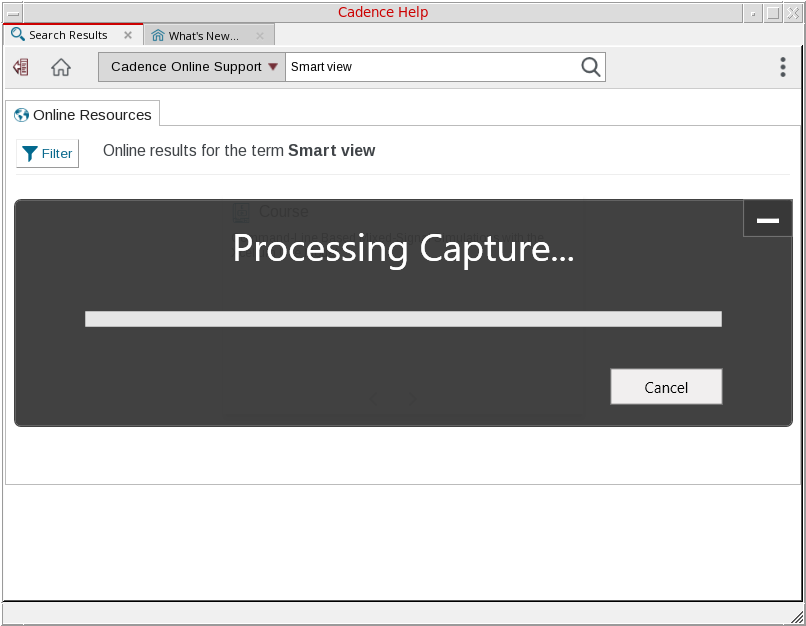 Cadence Help
Search Results
What's New...
Cadence Online Support
Smart view
Online Resources
Filter
Online results for the term Smart view
Course
Processing Capture...
Cancel